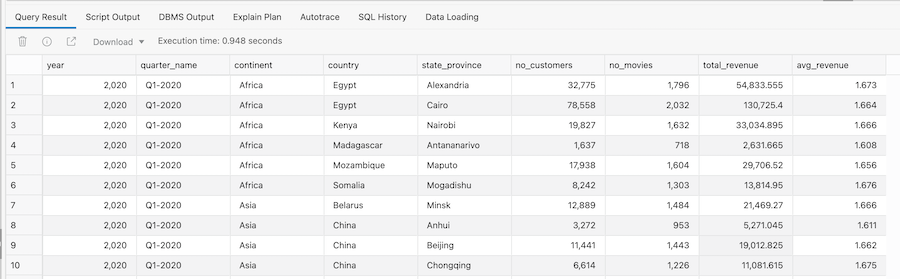 Query Result Script Output DBMS Output Explain Plan Autotrace SQL History Data Loading
Download Execution time: 0.948 seconds
year quarter_name continent country state_province no_customers no_movies total_revenue avg_revenue
1 2,020 Q1-2020 Africa Egypt Alexandria 32,775 1,796 54,833.555 1.673
2 2,020 Q1-2020 Africa Egypt Cairo 78,558 2,032 130,725.4 1.664
3 2,020 Q1-2020 Africa Kenya Nairobi 19,827 1,632 33,034.895 1.666
4 2,020 Q1-2020 Africa Madagascar Antananarivo 1,637 718 2,631.665 1.608
5 2,020 Q1-2020 Africa Mozambique Maputo 17,938 1,604 29,706.52 1.656
6 2,020 Q1-2020 Africa Somalia Mogadishu 8,242 1,303 13,814.95 1.676
7 2,020 Q1-2020 Asia Belarus Minsk 12,889 1,484 21,469.27 1.666
8 2,020 Q1-2020 Asia China Anhui 3,272 953 5,271.045 1.611
9 2,020 Q1-2020 Asia China Beijing 11,441 1,443 19,012.825 1.662
10 2,020 Q1-2020 Asia China Chongqing 6,614 1,226 11,081.615 1.675